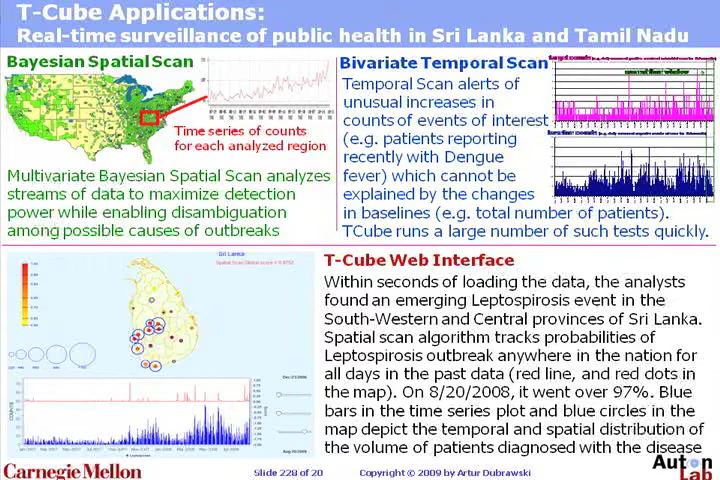 T-Cube Applications:
Real-time surveillance of public health in Sri Lanka and Tamil Nadu
Bayesian Spatial Scan
Time series of counts
for each analyzed region
Multivariate Bayesian Spatial Scan analyzes
streams of data to maximize detection
power while enabling disambiguation
among possible causes of outbreaks
Bivariate Temporal Scan
Temporal Scan alerts of
unusual increases in
counts of events of interest
(e.g. patients reporting
recently with Dengue
fever) which cannot be
explained by the changes
in baselines (e.g. total number of patients).
TCube runs a large number of such tests quickly.
Sri Lanka
COUNTS
T-Cube Web Interface
Within seconds of loading the data, the analysts
found an emerging Leptospirosis event in the
South-Western and Central provinces of Sri Lanka.
Spatial scan algorithm tracks probabilities of
Leptospirosis outbreak anywhere in the nation for
all days in the past data (red line, and red dots in
the map). On 8/20/2008, it went over 97%. Blue
bars in the time series plot and blue circles in the
map depict the temporal and spatial distribution of
the volume of patients diagnosed with the disease
Carnegie Mellon
Slide 228 of 20
Copyright © 2009 by Artur Dubrawski
Auton
Lab